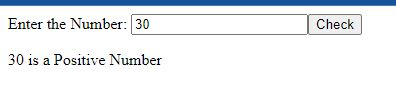 Enter the Number: 30 Check
30 is a Positive Number